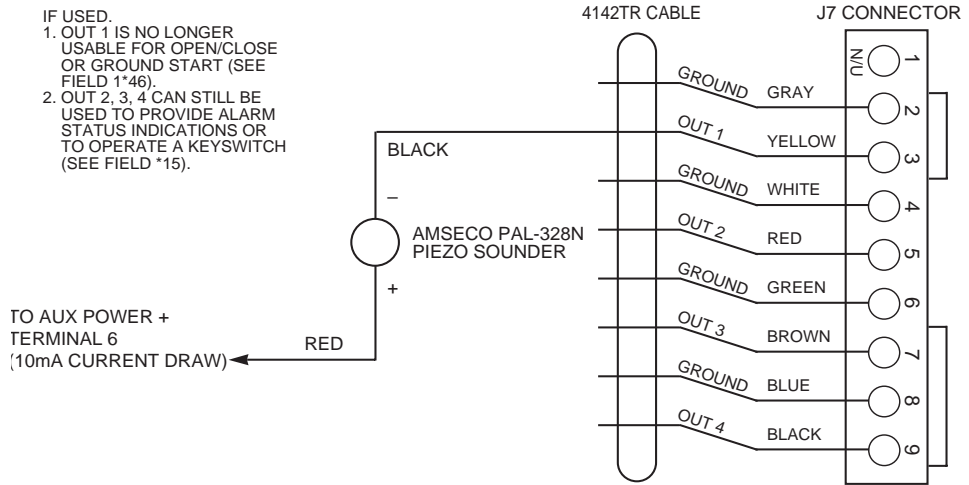 IF USED.
1. OUT 1 IS NO LONGER
USABLE FOR OPEN/CLOSE
OR GROUND START (SEE
FIELD 1*46).
2. OUT 2, 3, 4 CAN STILL BE
USED TO PROVIDE ALARM
STATUS INDICATIONS OR
TO OPERATE A KEYSWITCH
(SEE FIELD *15).
4142TR CABLE
J7 CONNECTOR
N/U
1
GROUND GRAY 2
OUT 1 YELLOW 3
GROUND WHITE 4
OUT 2 RED 5
GROUND GREEN 6
OUT 3 BROWN 7
GROUND BLUE 8
OUT 4 BLACK 9
BLACK
–
AMSECO PAL-328N
PIEZO SOUNDER
+
RED
TO AUX POWER +
TERMINAL 6
(10mA CURRENT DRAW)